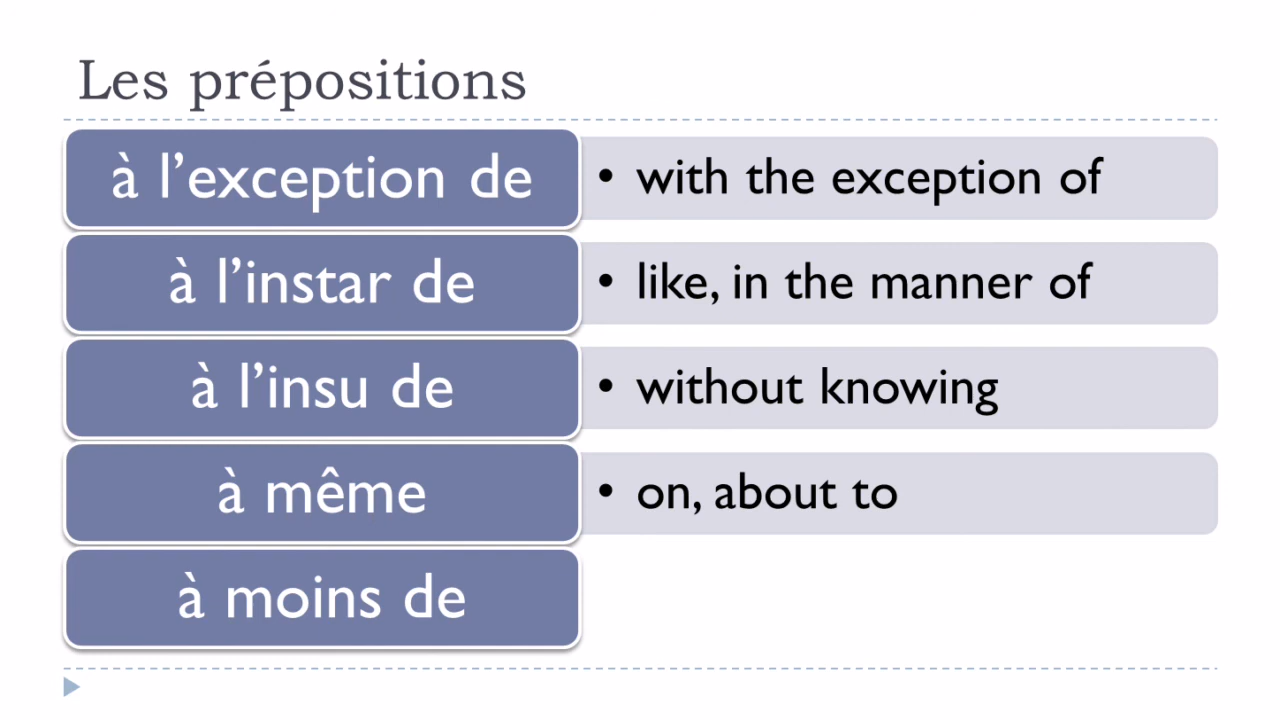 Les prépositions
à l’exception de
• with the exception of
à l’instar de
• like, in the manner of
à l’insu de
• without knowing
à même
• on, about to
à moins de